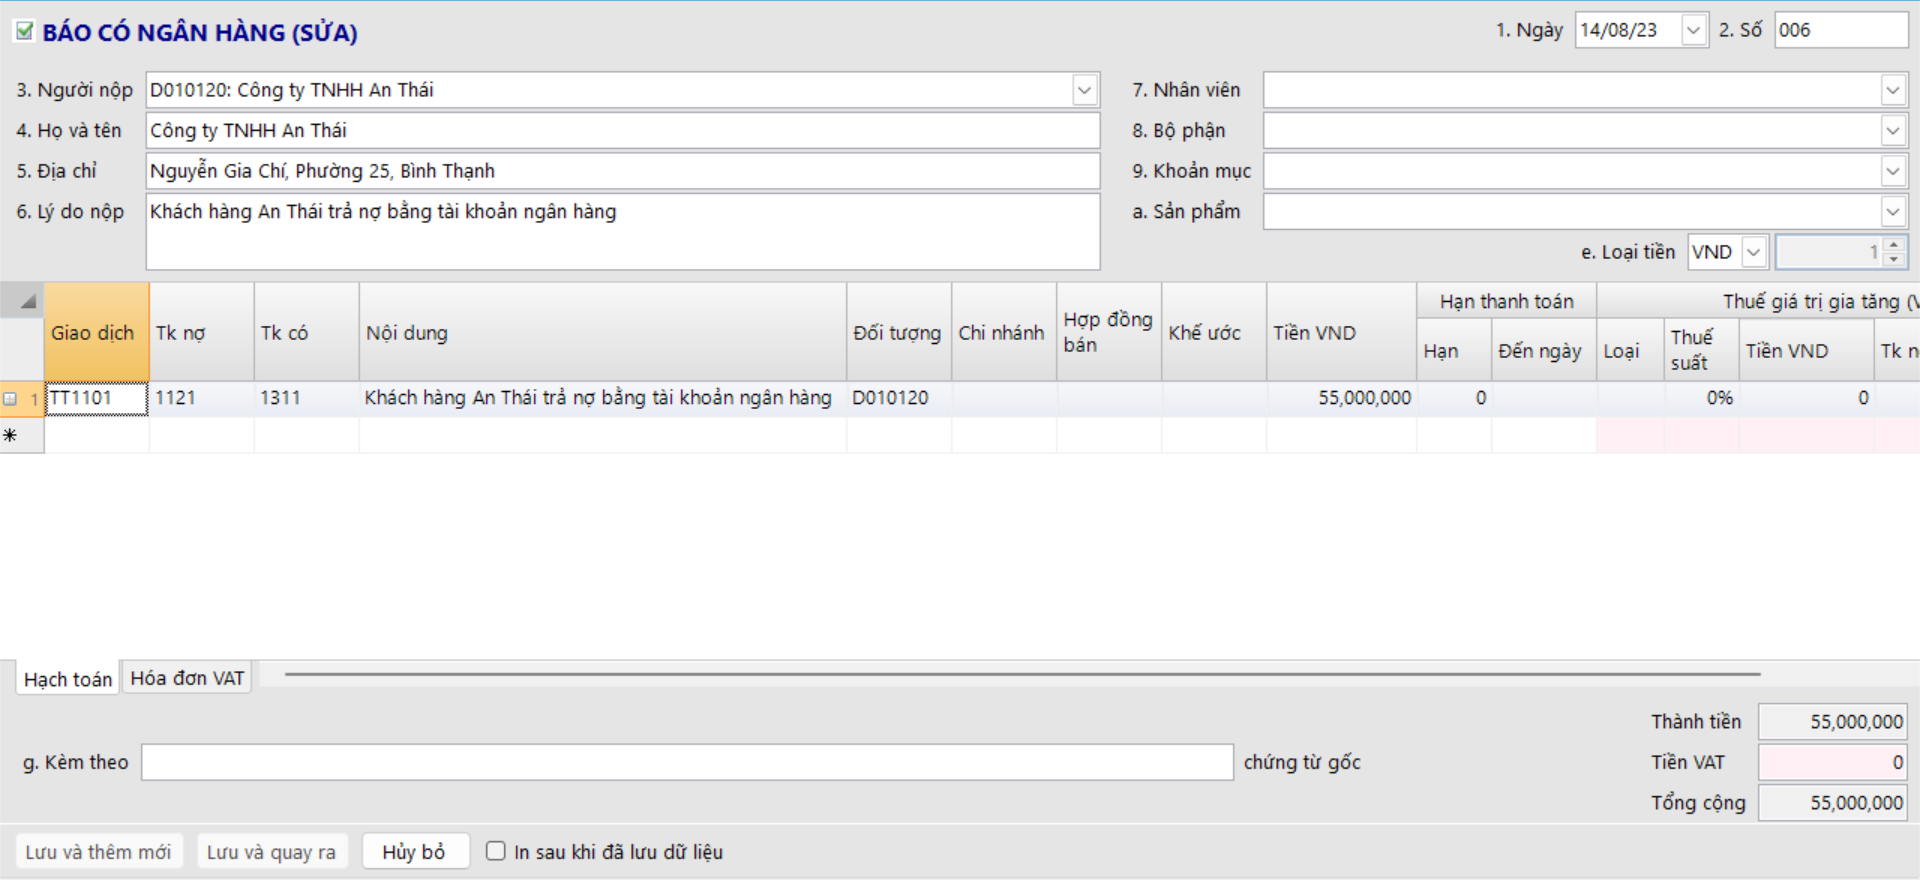 BÁO CÓ NGÂN HÀNG (SỬA)
1. Ngày 14/08/23 2. Số 006
3. Người nộp D010120: Công ty TNHH An Thái 7. Nhân viên
4. Họ và tên Công ty TNHH An Thái 8. Bộ phận
5. Địa chỉ Nguyễn Gia Chí, Phường 25, Bình Thạnh 9. Khoản mục
6. Lý do nộp Khách hàng An Thái trả nợ bằng tài khoản ngân hàng a. Sản phẩm
e. Loại tiền VND 1
Hạn thanh toán Thuế giá trị gia tăng (V
Giao dịch Tk nợ Tk có Nội dung Đối tượng Chi nhánh Hợp đồng bán Khế ước Tiền VND Hạn Đến ngày Loại Thuế suất Tiền VND Tk n
1 TT1101 1121 1311 Khách hàng An Thái trả nợ bằng tài khoản ngân hàng D010120 55,000,000 0 0% 0
Hạch toán Hóa đơn VAT
Thành tiền 55,000,000
g. Kèm theo chứng từ gốc Tiền VAT 0
Tổng cộng 55,000,000
Lưu và thêm mới Lưu và quay ra Hủy bỏ In sau khi đã lưu dữ liệu